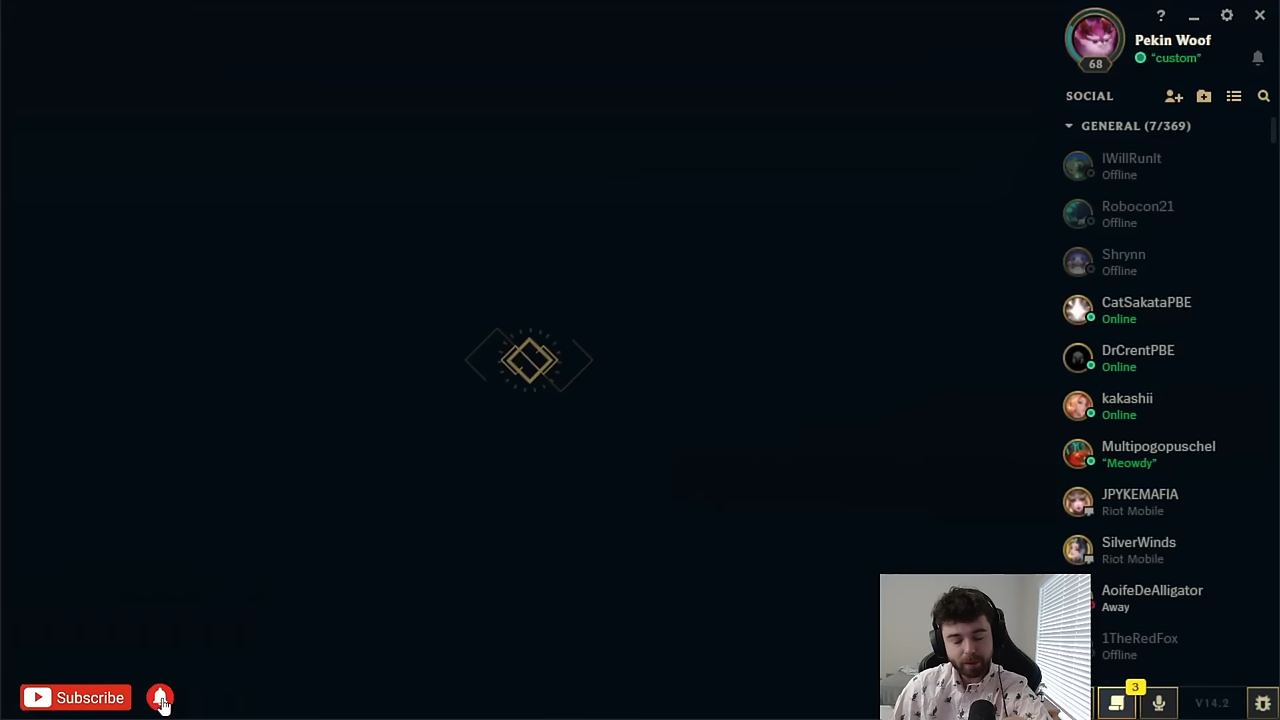 ?
Pekin Woof
"custom"
68
SOCIAL
GENERAL (7/369)
IWillRunIt
Offline
Robocon21
Offline
Shrynn
Offline
CatSakataPBE
Online
DrCrentPBE
Online
kakashii
Online
Multipogopuschel
"Meowdy"
JPYKEMAFIA
Riot Mobile
SilverWinds
Riot Mobile
AoifeDeAlligator
Away
1TheRedFox
Offline
Subscribe
3
V14.2